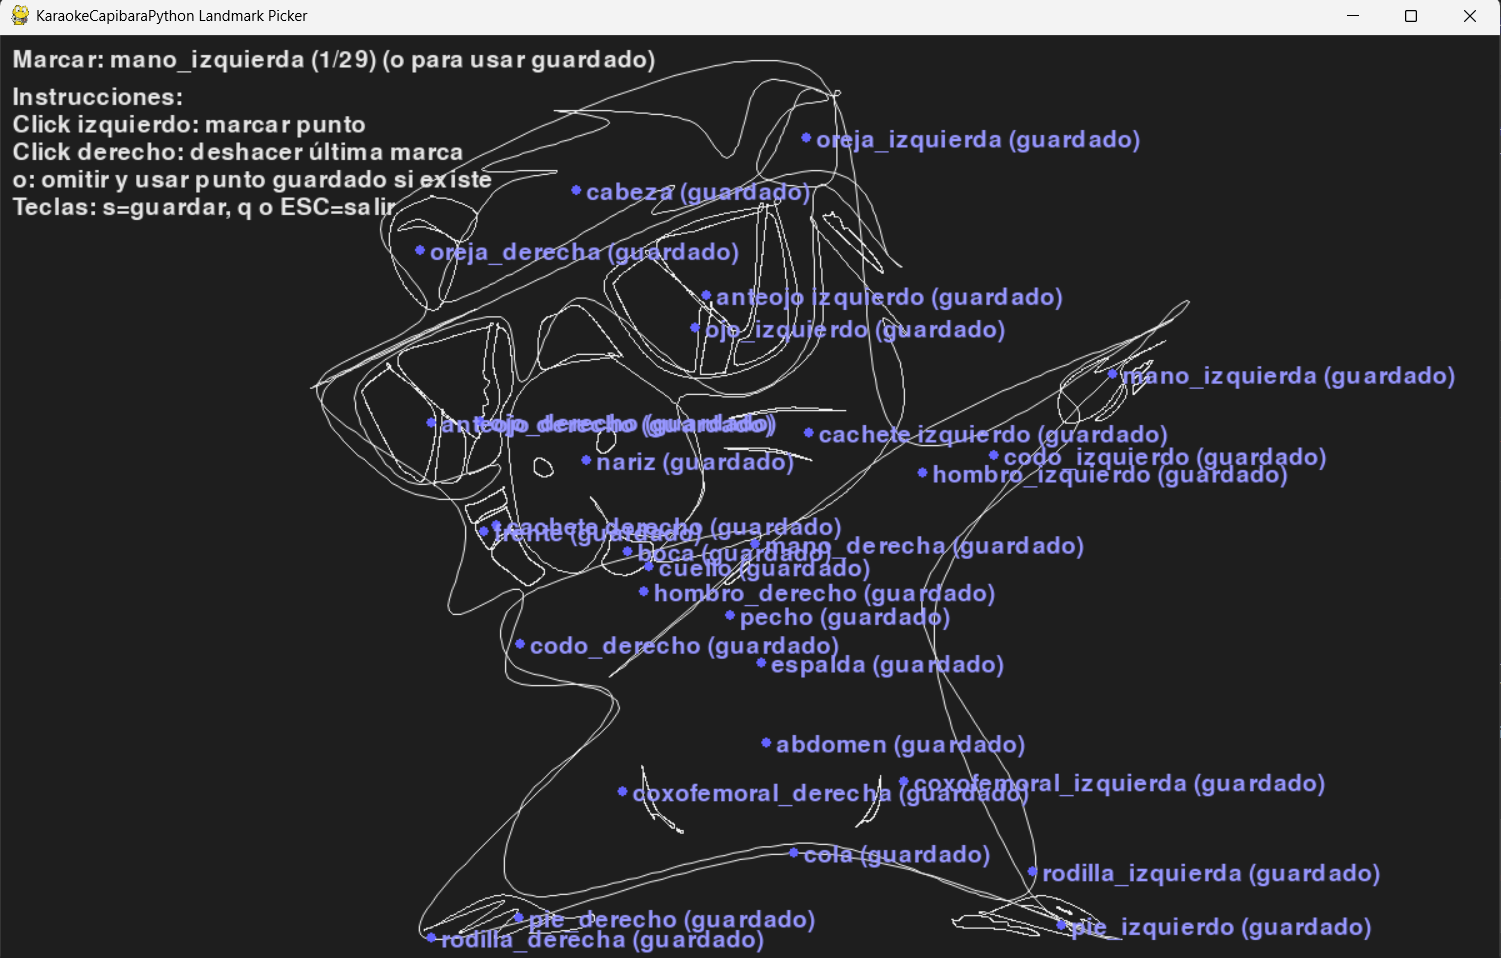 KaraokeCapibaraPython Landmark Picker
Marcar: mano_izquierda (1/29) (o para usar guardado)
Instrucciones:
Click izquierdo: marcar punto
Click derecho: deshacer última marca
o: omitir y usar punto guardado si existe
Teclas: s=guardar, q o ESC=salir
oreja_izquierda (guardado)
cabeza (guardado)
oreja_derecha (guardado)
anteojo izquierdo (guardado)
ojo_izquierdo (guardado)
mano_izquierda (guardado)
anteojo derecho (guardado)
ojo_derecho (guardado)
cachete izquierdo (guardado)
codo_izquierdo (guardado)
nariz (guardado)
hombro_izquierdo (guardado)
cachete derecho (guardado)
frente (guardado)
mano_derecha (guardado)
boca (guardado)
cuello (guardado)
hombro_derecho (guardado)
pecho (guardado)
codo_derecho (guardado)
espalda (guardado)
abdomen (guardado)
coxofemoral_izquierda (guardado)
coxofemoral_derecha (guardado)
cola (guardado)
rodilla_izquierda (guardado)
pie_derecho (guardado)
pie_izquierdo (guardado)
rodilla_derecha (guardado)